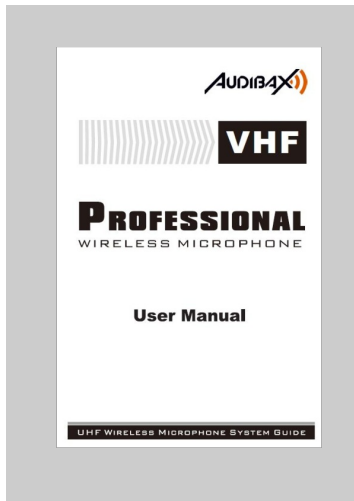 AUDIBAX
VHF
PROFESSIONAL
WIRELESS MICROPHONE
User Manual
UHF WIRELESS MICROPHONE SYSTEM GUIDE